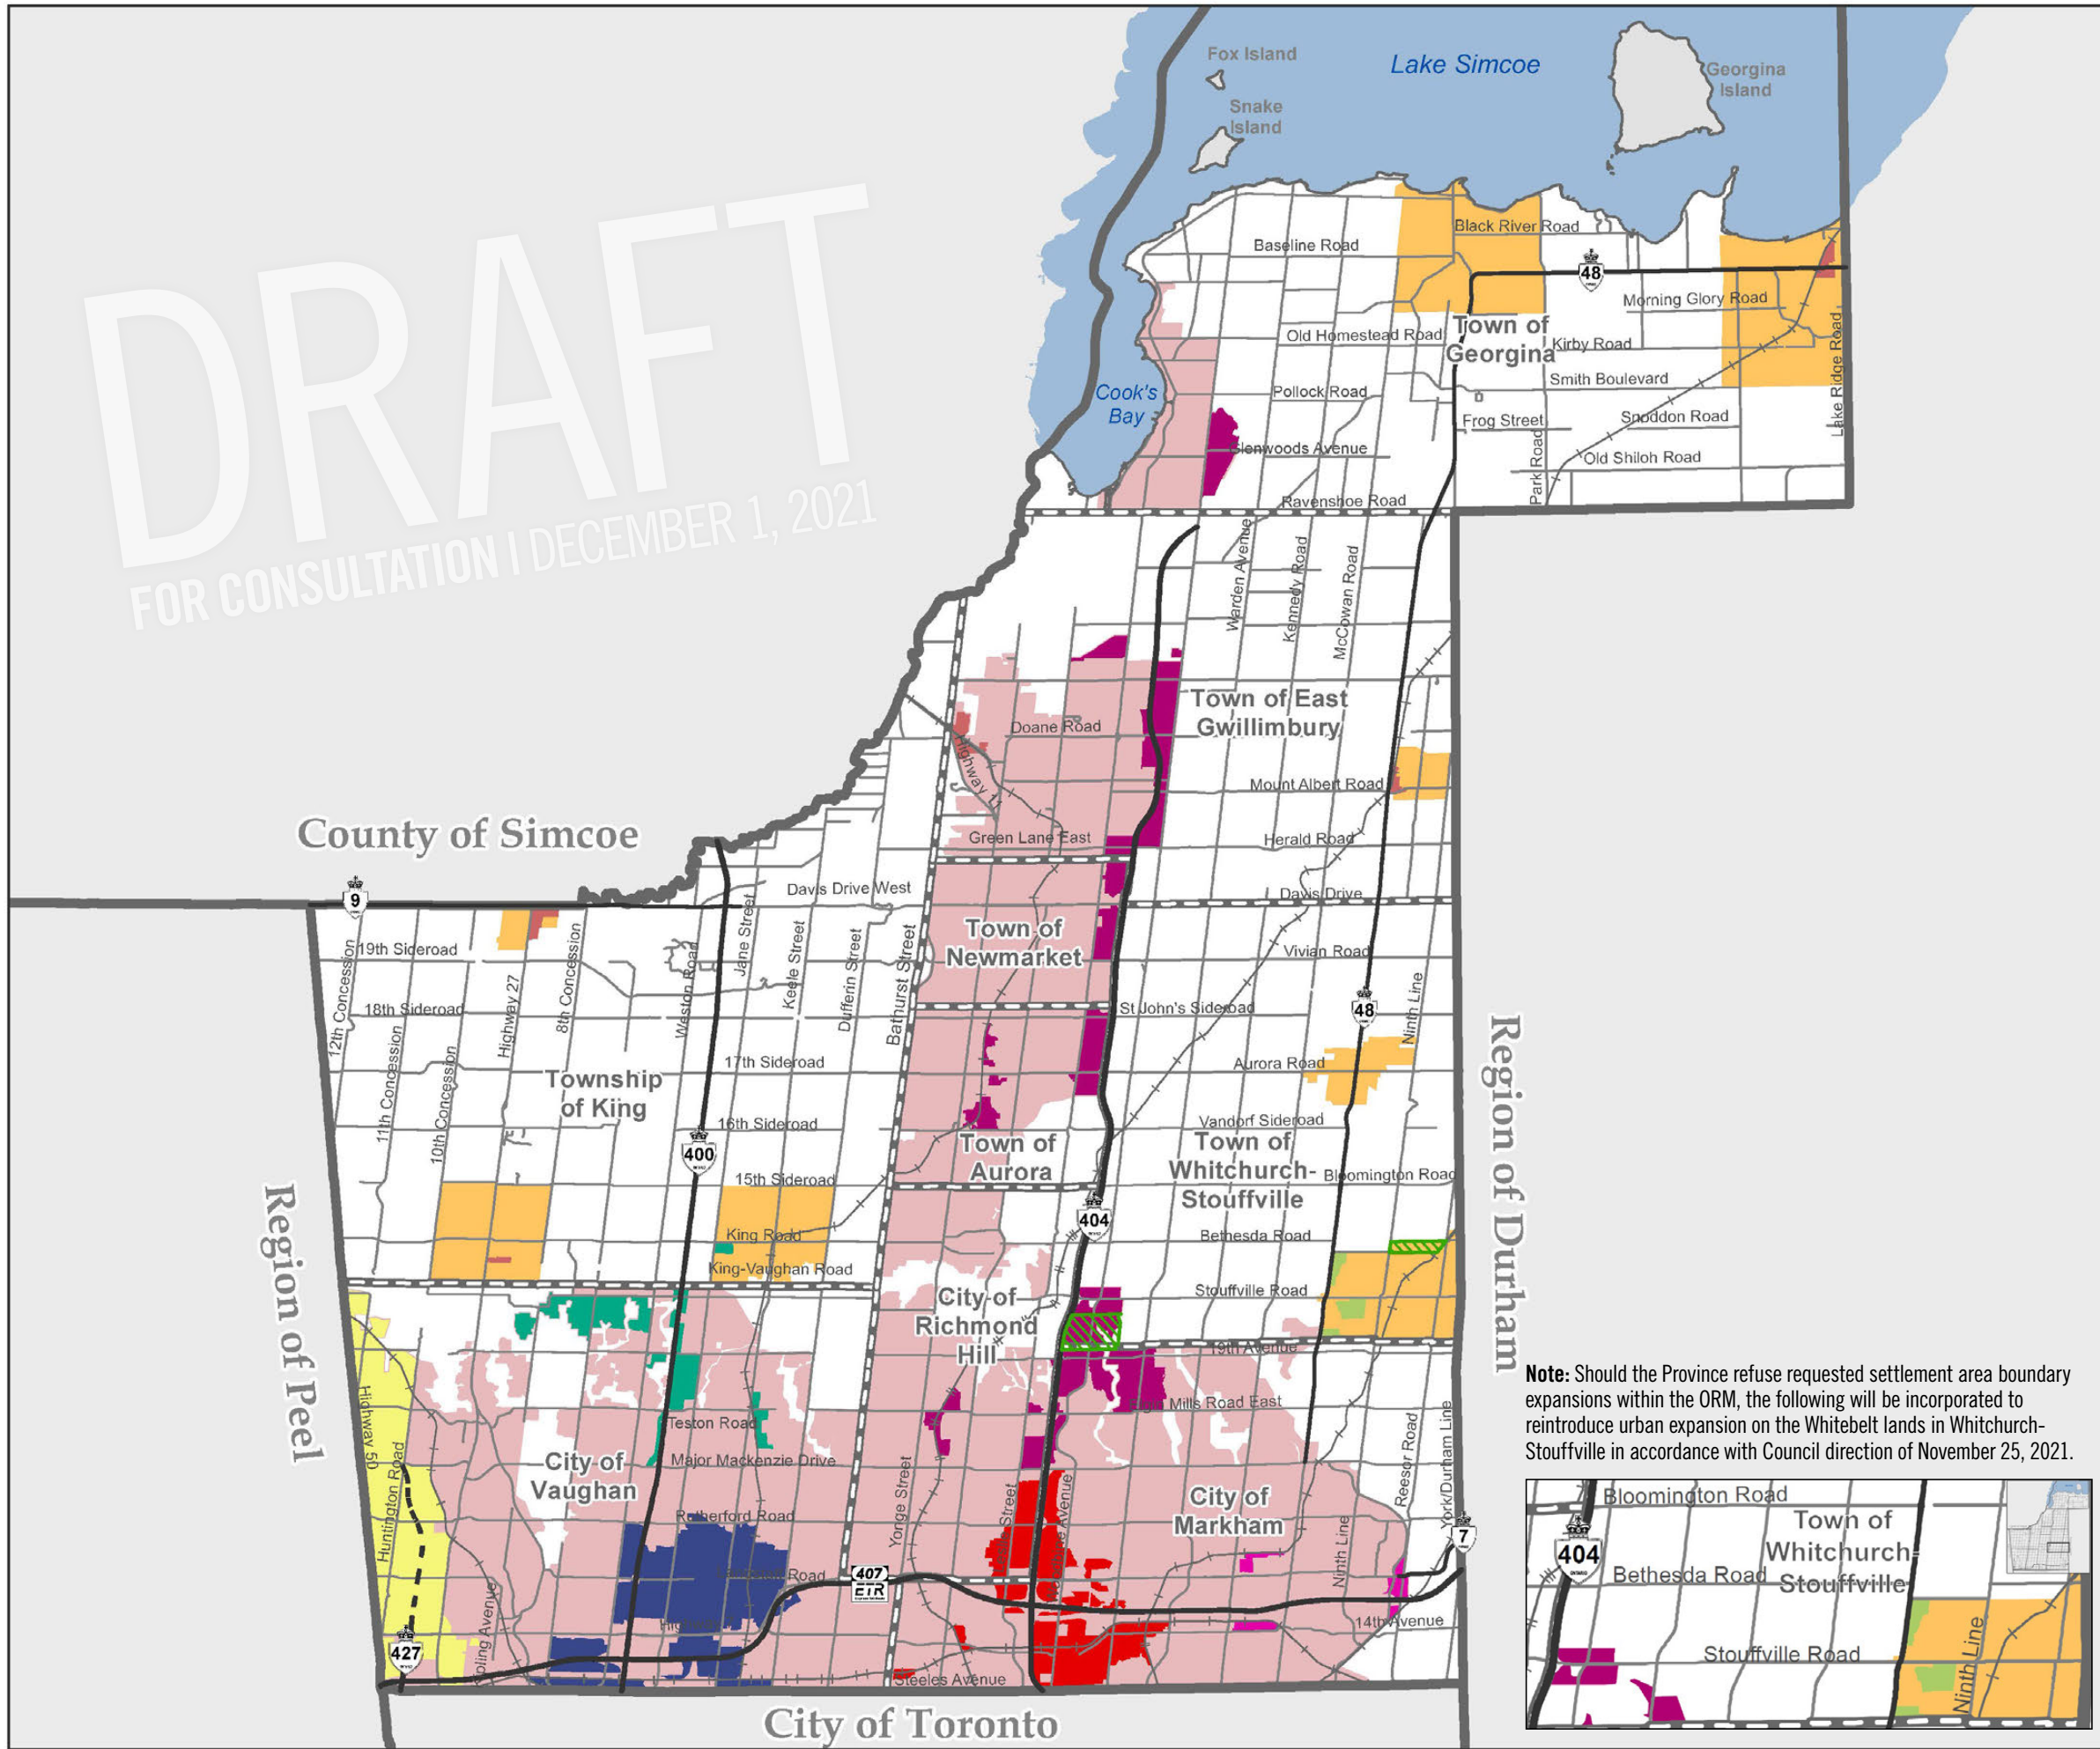 DRAFT
FOR CONSULTATION | DECEMBER 1, 2021
Fox Island
Lake Simcoe
Georgina
Island
Snake
Island
Black River Road
Baseline Road
48
Morning Glory Road
Old Homestead Road
Town of
Georgina
Kirby Road
Lake Ridge Road
Smith Boulevard
Cook's
Bay
Pollock Road
Frog Street
Snoddon Road
Glenwoods Avenue
Park Road
Old Shiloh Road
Ravenshoe Road
Warden Avenue
Kennedy Road
McCowan Road
Town of East
Gwillimbury
Doane Road
Highway 11
Mount Albert Road
County of Simcoe
Green Lane East
Herald Road
9
Davis Drive West
Davis Drive
Town of
Newmarket
19th Sideroad
Vivian Road
12th Concession
11th Concession
10th Concession
Highway 27
8th Concession
Weston Road
Jane Street
Keele Street
Dufferin Street
Bathurst Street
18th Sideroad
St John's Sideroad
48
Ninth Line
17th Sideroad
Aurora Road
Township
of King
16th Sideroad
Vandorf Sideroad
400
Town of
Aurora
Town of
Whitchurch-
Stouffville
15th Sideroad
Bloomington Road
Region of Durham
Region of Peel
404
King Road
Bethesda Road
King-Vaughan Road
Stouffville Road
City of
Richmond
Hill
19th Avenue
Highway 50
Mills Road East
Teston Road
Major Mackenzie Drive
City of
Vaughan
Huntington Road
Yonge Street
Reesor Road
York/Durham Line
City of
Markham
Rutherford Road
7
Ninth Line
Road
407
ETR
14th Avenue
427
Steeles Avenue
City of Toronto
Note: Should the Province refuse requested settlement area boundary
expansions within the ORM, the following will be incorporated to
reintroduce urban expansion on the Whitebelt lands in Whitchurch-
Stouffville in accordance with Council direction of November 25, 2021.
Bloomington Road
Town of
Whitchurch-
Stouffville
404
ONTARIO
Bethesda Road
Stouffville Road
Ninth Line